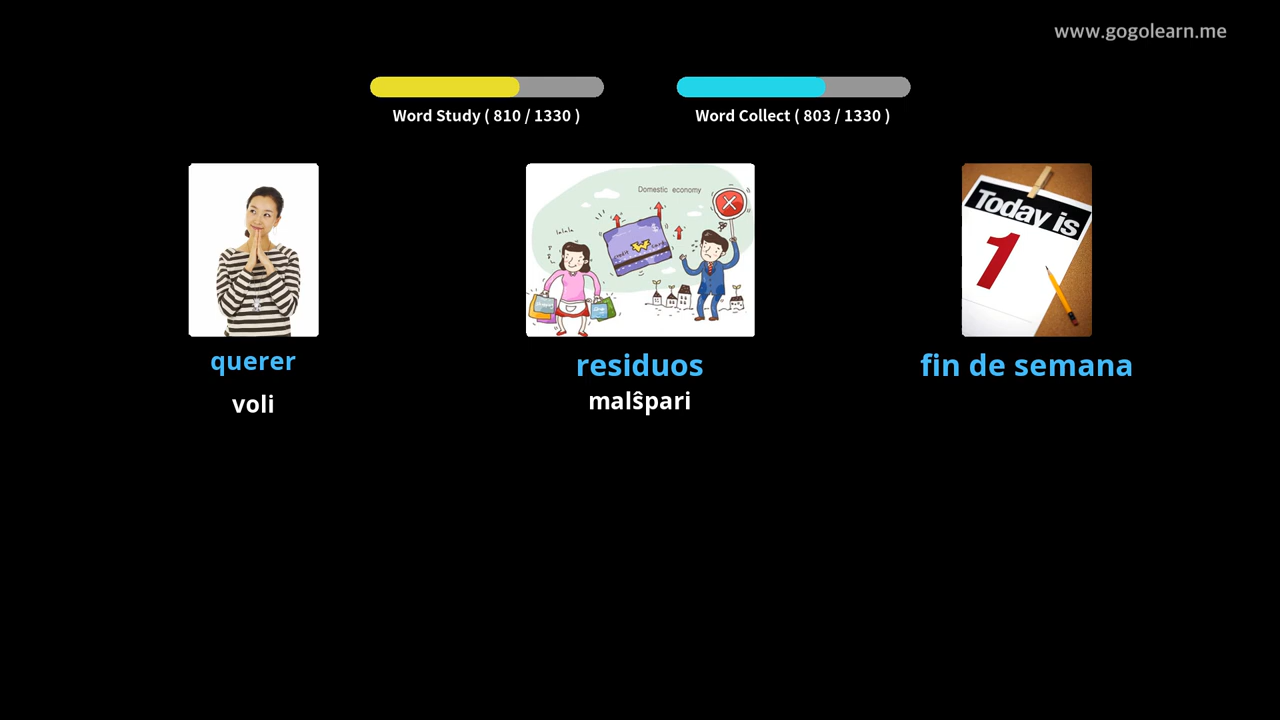 www.gogolearn.me
Word Study ( 810 / 1330 )
Word Collect ( 803 / 1330 )
Domestic economy
lalala
Today is
1
querer
residuos
fin de semana
voli
malŝpari